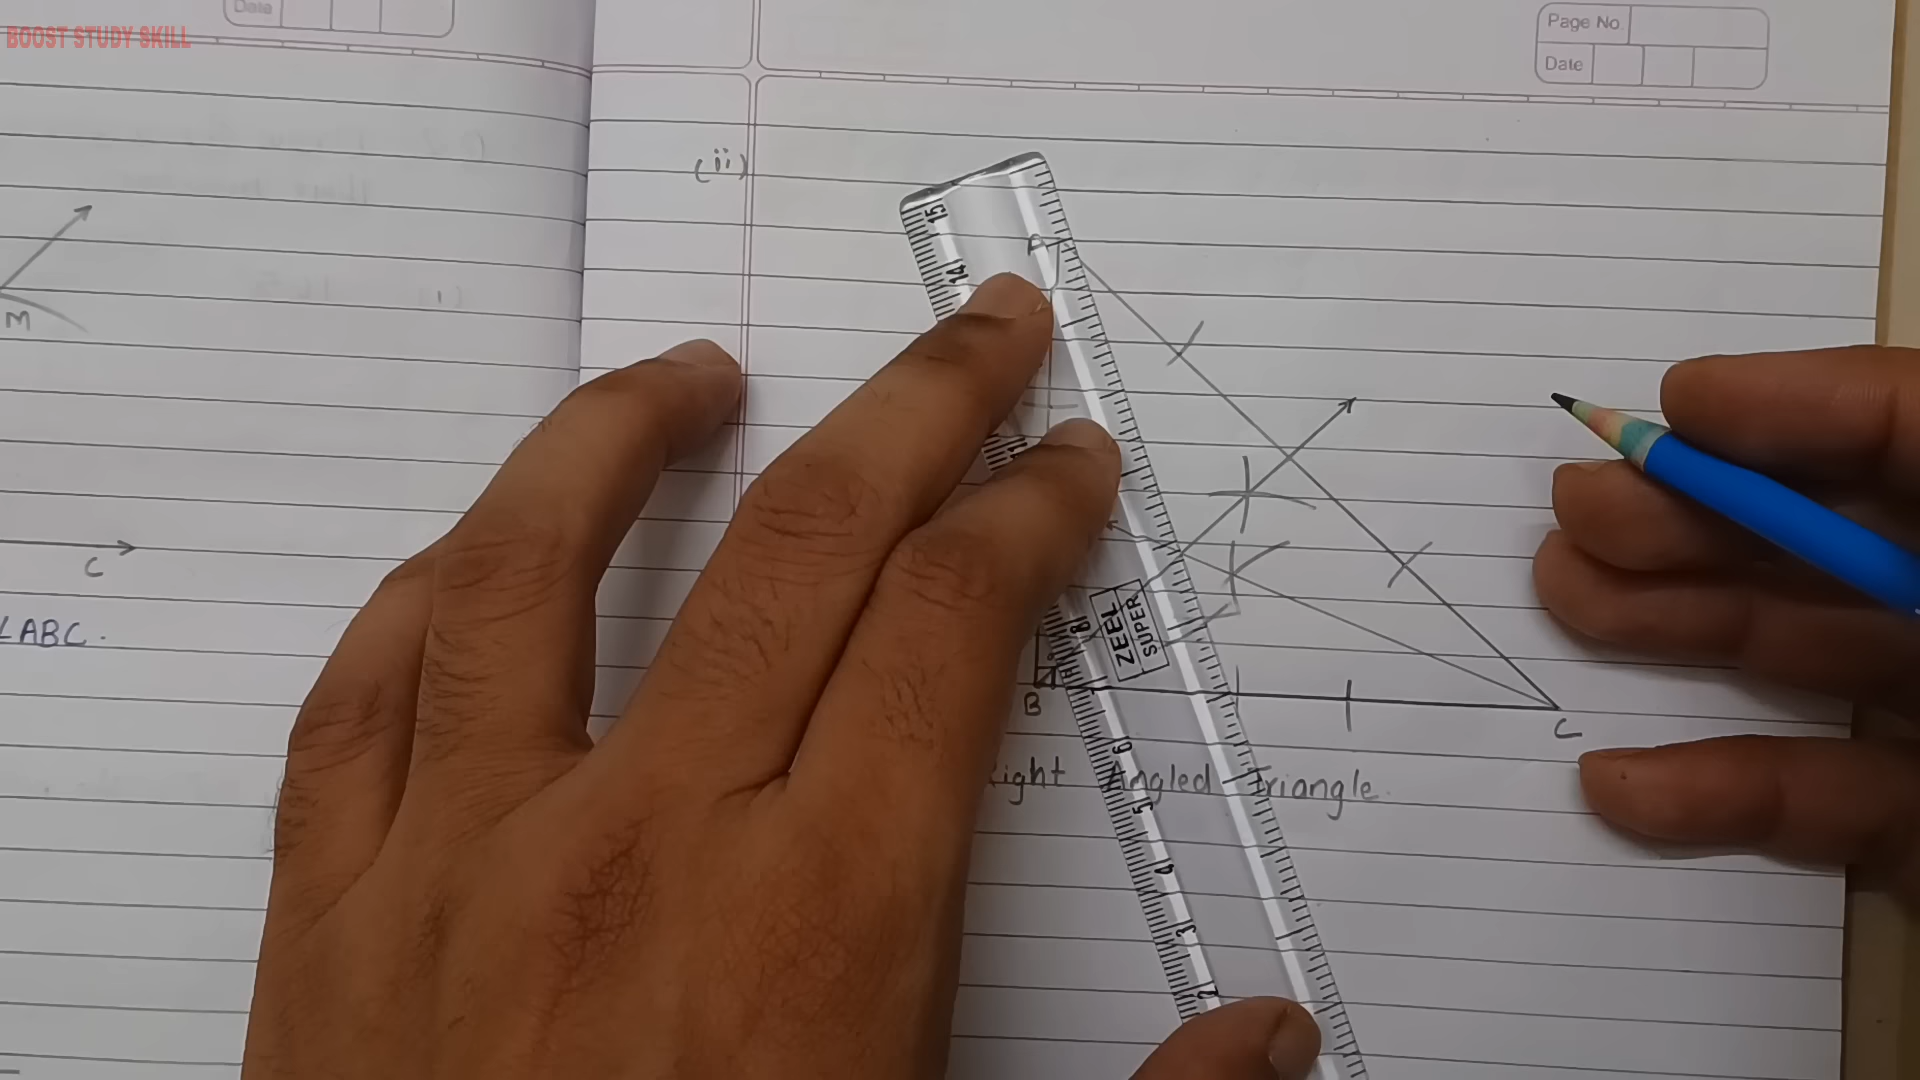 BOOST STUDY SKILL
Date
Page No.
Date
(ii)
A
M
C
∠ABC.
15
14
11
8
ZEEL
SUPER
6
5
4
3
2
B
C
Right Angled Triangle.